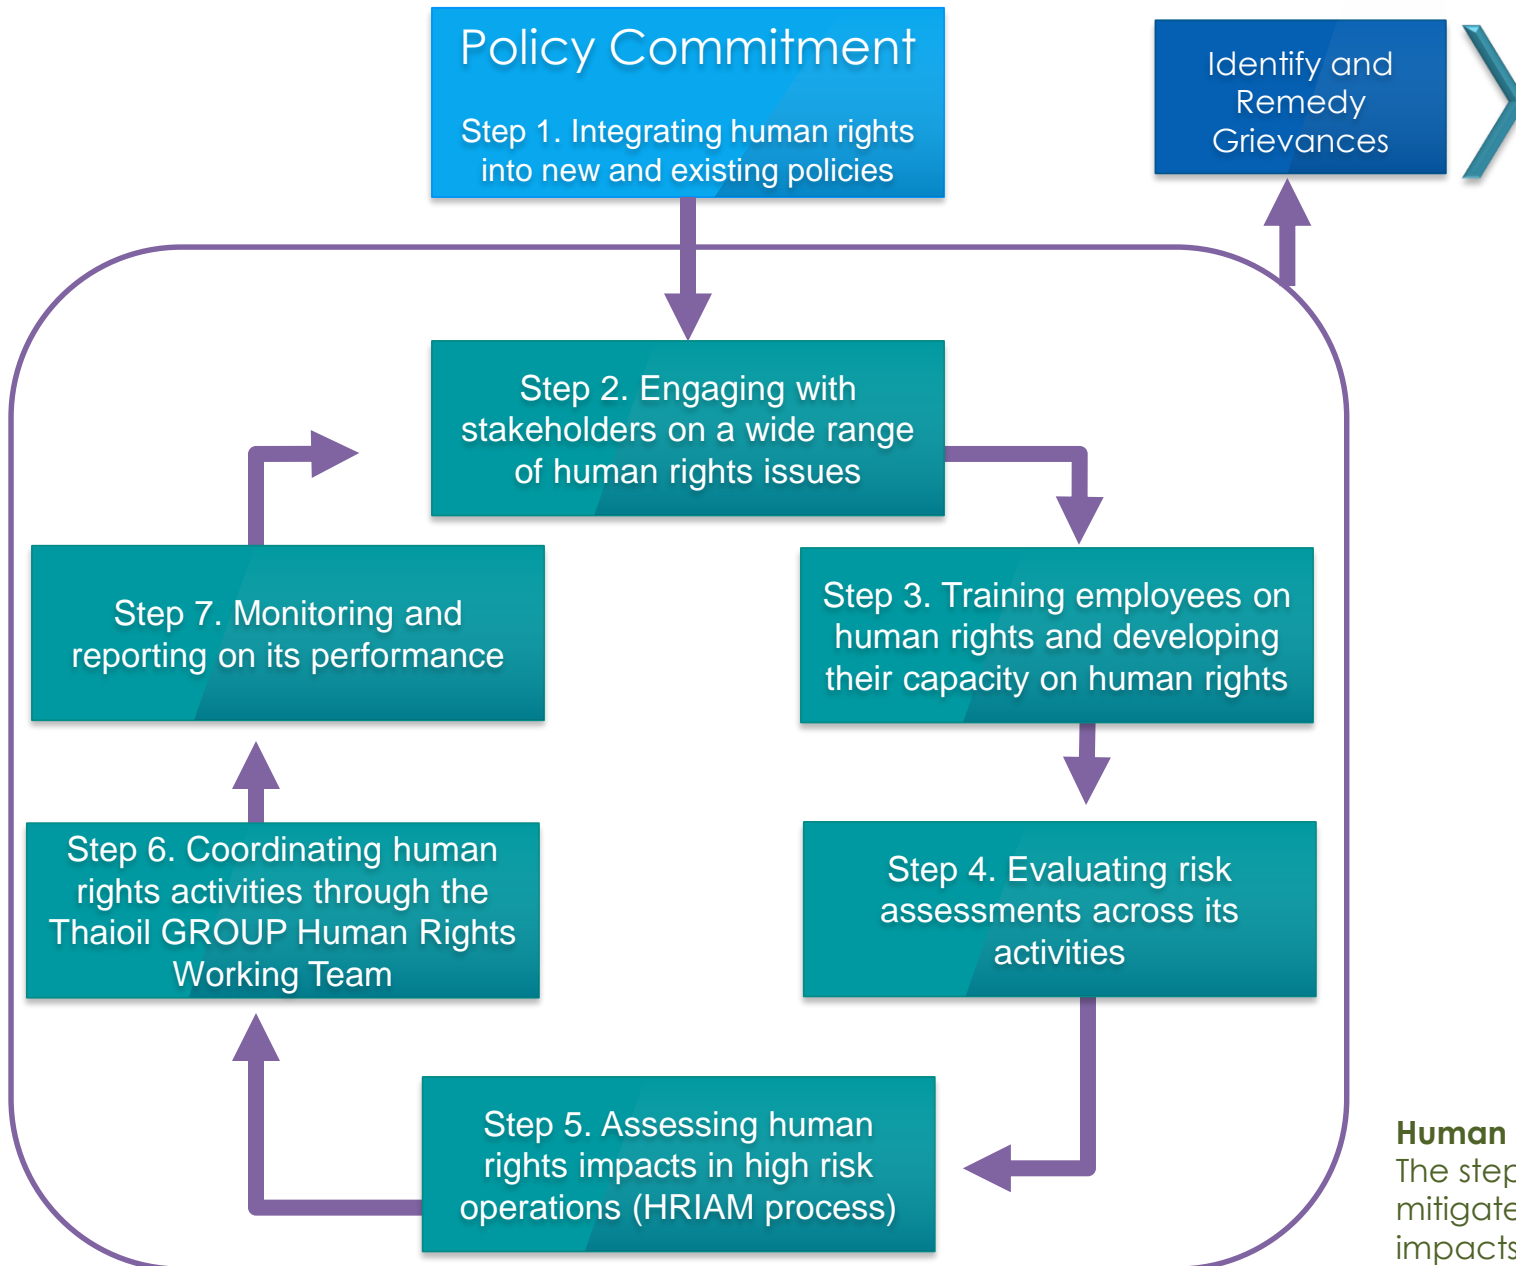 Policy Commitment
Step 1. Integrating human rights
into new and existing policies
Identify and
Remedy
Grievances
Step 2. Engaging with
stakeholders on a wide range
of human rights issues
Step 3. Training employees on
human rights and developing
their capacity on human rights
Step 4. Evaluating risk
assessments across its
activities
Step 5. Assessing human
rights impacts in high risk
operations (HRIAM process)
Step 6. Coordinating human
rights activities through the
Thaioil GROUP Human Rights
Working Team
Step 7. Monitoring and
reporting on its performance
Human
The step
mitigate
impacts